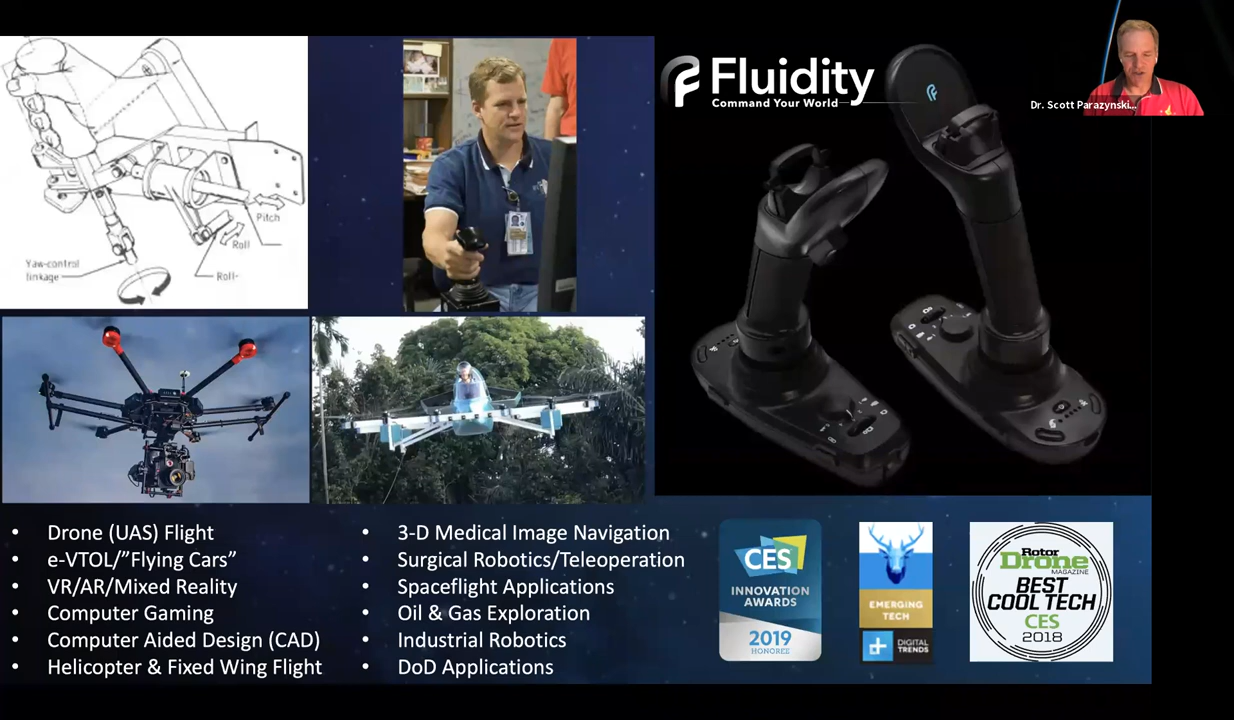 Pitch
Roll
Yaw-control
linkage
Roll-
Fluidity
Command Your World
Dr. Scott Parazynski...
• Drone (UAS) Flight
• e-VTOL/”Flying Cars”
• VR/AR/Mixed Reality
• Computer Gaming
• Computer Aided Design (CAD)
• Helicopter & Fixed Wing Flight
• 3-D Medical Image Navigation
• Surgical Robotics/Teleoperation
• Spaceflight Applications
• Oil & Gas Exploration
• Industrial Robotics
• DoD Applications
CES
INNOVATION
AWARDS
2019
HONOREE
EMERGING
TECH
DIGITAL
TRENDS
Rotor
Drone
MAGAZINE
BEST
COOL TECH
CES
2018